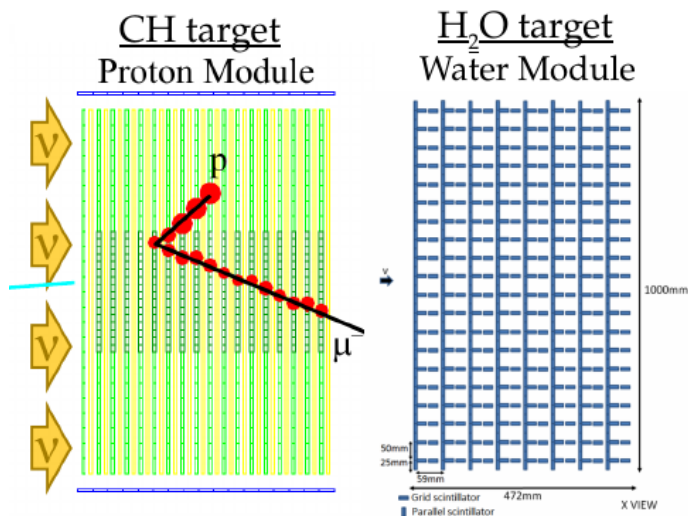 CH target
Proton Module
ν
ν
ν
ν
p
μ⁻
H₂O target
Water Module
ν
1000mm
50mm
25mm
59mm
472mm
Grid scintillator
X VIEW
Parallel scintillator